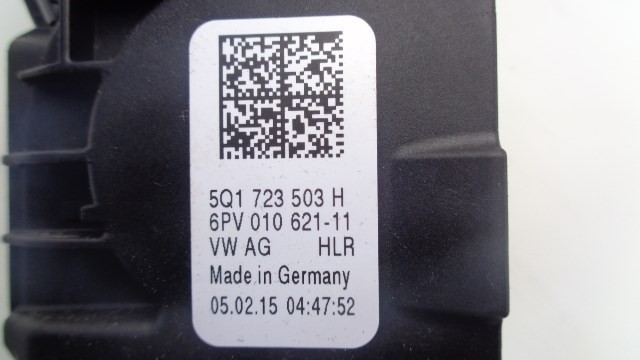 5Q1 723 503 H
6PV 010 621-11
VW AG HLR
Made in Germany
05.02.15 04:47:52